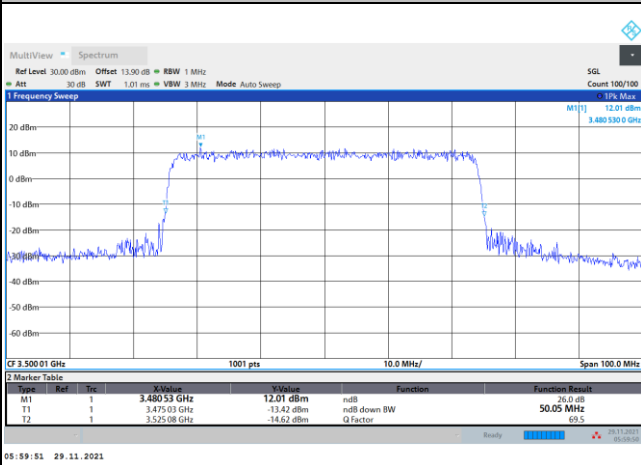 MultiView Spectrum
Ref Level 30.00 dBm Offset 13.90 dB RBW 1 MHz SGL
Att 30 dB SWT 1.01 ms VBW 3 MHz Mode Auto Sweep Count 100/100
1 Frequency Sweep 1Pk Max
M1[1] 12.01 dBm
3.480 530 0 GHz
20 dBm
M1
10 dBm
0 dBm
-10 dBm
-20 dBm
-30 dBm
-40 dBm
-50 dBm
-60 dBm
CF 3.500 01 GHz 1001 pts 10.0 MHz/ Span 100.0 MHz
2 Marker Table
Type Ref Trc X-Value Y-Value Function Function Result
M1 1 3.480 53 GHz 12.01 dBm ndB 26.0 dB
T1 1 3.475 03 GHz -13.42 dBm ndB down BW 50.05 MHz
T2 1 3.525 08 GHz -14.62 dBm Q Factor 69.5
Ready 29.11.2021
05:59:50
05:59:51 29.11.2021